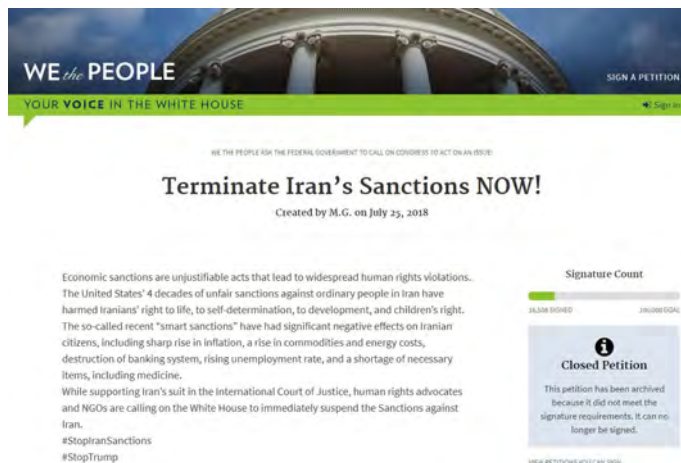 WE the PEOPLE
SIGN A PETITION
YOUR VOICE IN THE WHITE HOUSE
Sign In
WE THE PEOPLE ASK THE FEDERAL GOVERNMENT TO CALL ON CONGRESS TO ACT ON AN ISSUE:
Terminate Iran's Sanctions NOW!
Created by M.G. on July 25, 2018
Economic sanctions are unjustifiable acts that lead to widespread human rights violations.
The United States' 4 decades of unfair sanctions against ordinary people in Iran have
harmed Iranians' right to life, to self-determination, to development, and children's right.
The so-called recent "smart sanctions" have had significant negative effects on Iranian
citizens, including sharp rise in inflation, a rise in commodities and energy costs,
destruction of banking system, rising unemployment rate, and a shortage of necessary
items, including medicine.
While supporting Iran's suit in the International Court of Justice, human rights advocates
and NGOs are calling on the White House to immediately suspend the Sanctions against
Iran.
#StopIranSanctions
#StopTrump
Signature Count
SIGNED
100,000 GOAL
Closed Petition
This petition has been archived
because it did not meet the
signature requirements. It can no
longer be signed.